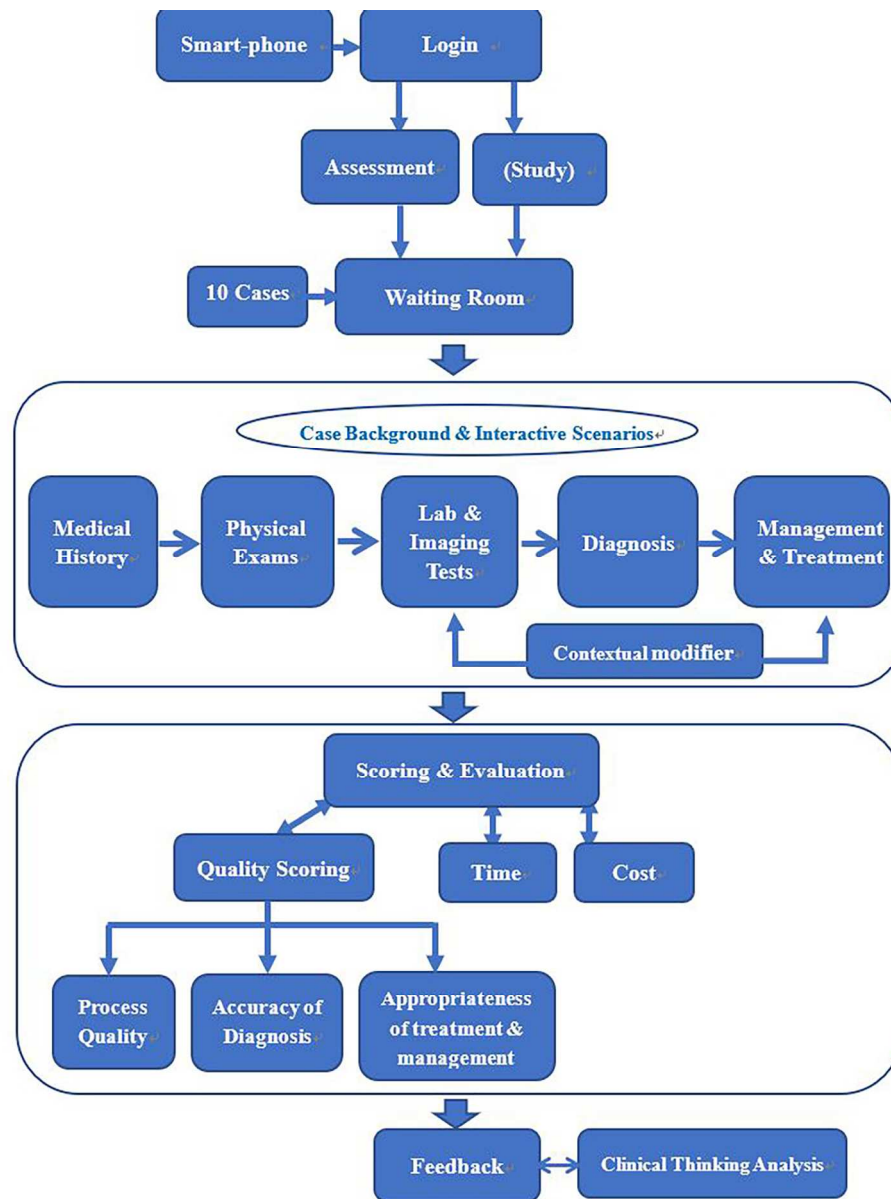 Smart-phone
Login
Assessment
(Study)
10 Cases
Waiting Room
Case Background & Interactive Scenarios
Medical
History
Physical
Exams
Lab &
Imaging
Tests
Diagnosis
Management
& Treatment
Contextual modifier
Scoring & Evaluation
Quality Scoring
Time
Cost
Process
Quality
Accuracy of
Diagnosis
Appropriateness
of treatment &
management
Feedback
Clinical Thinking Analysis